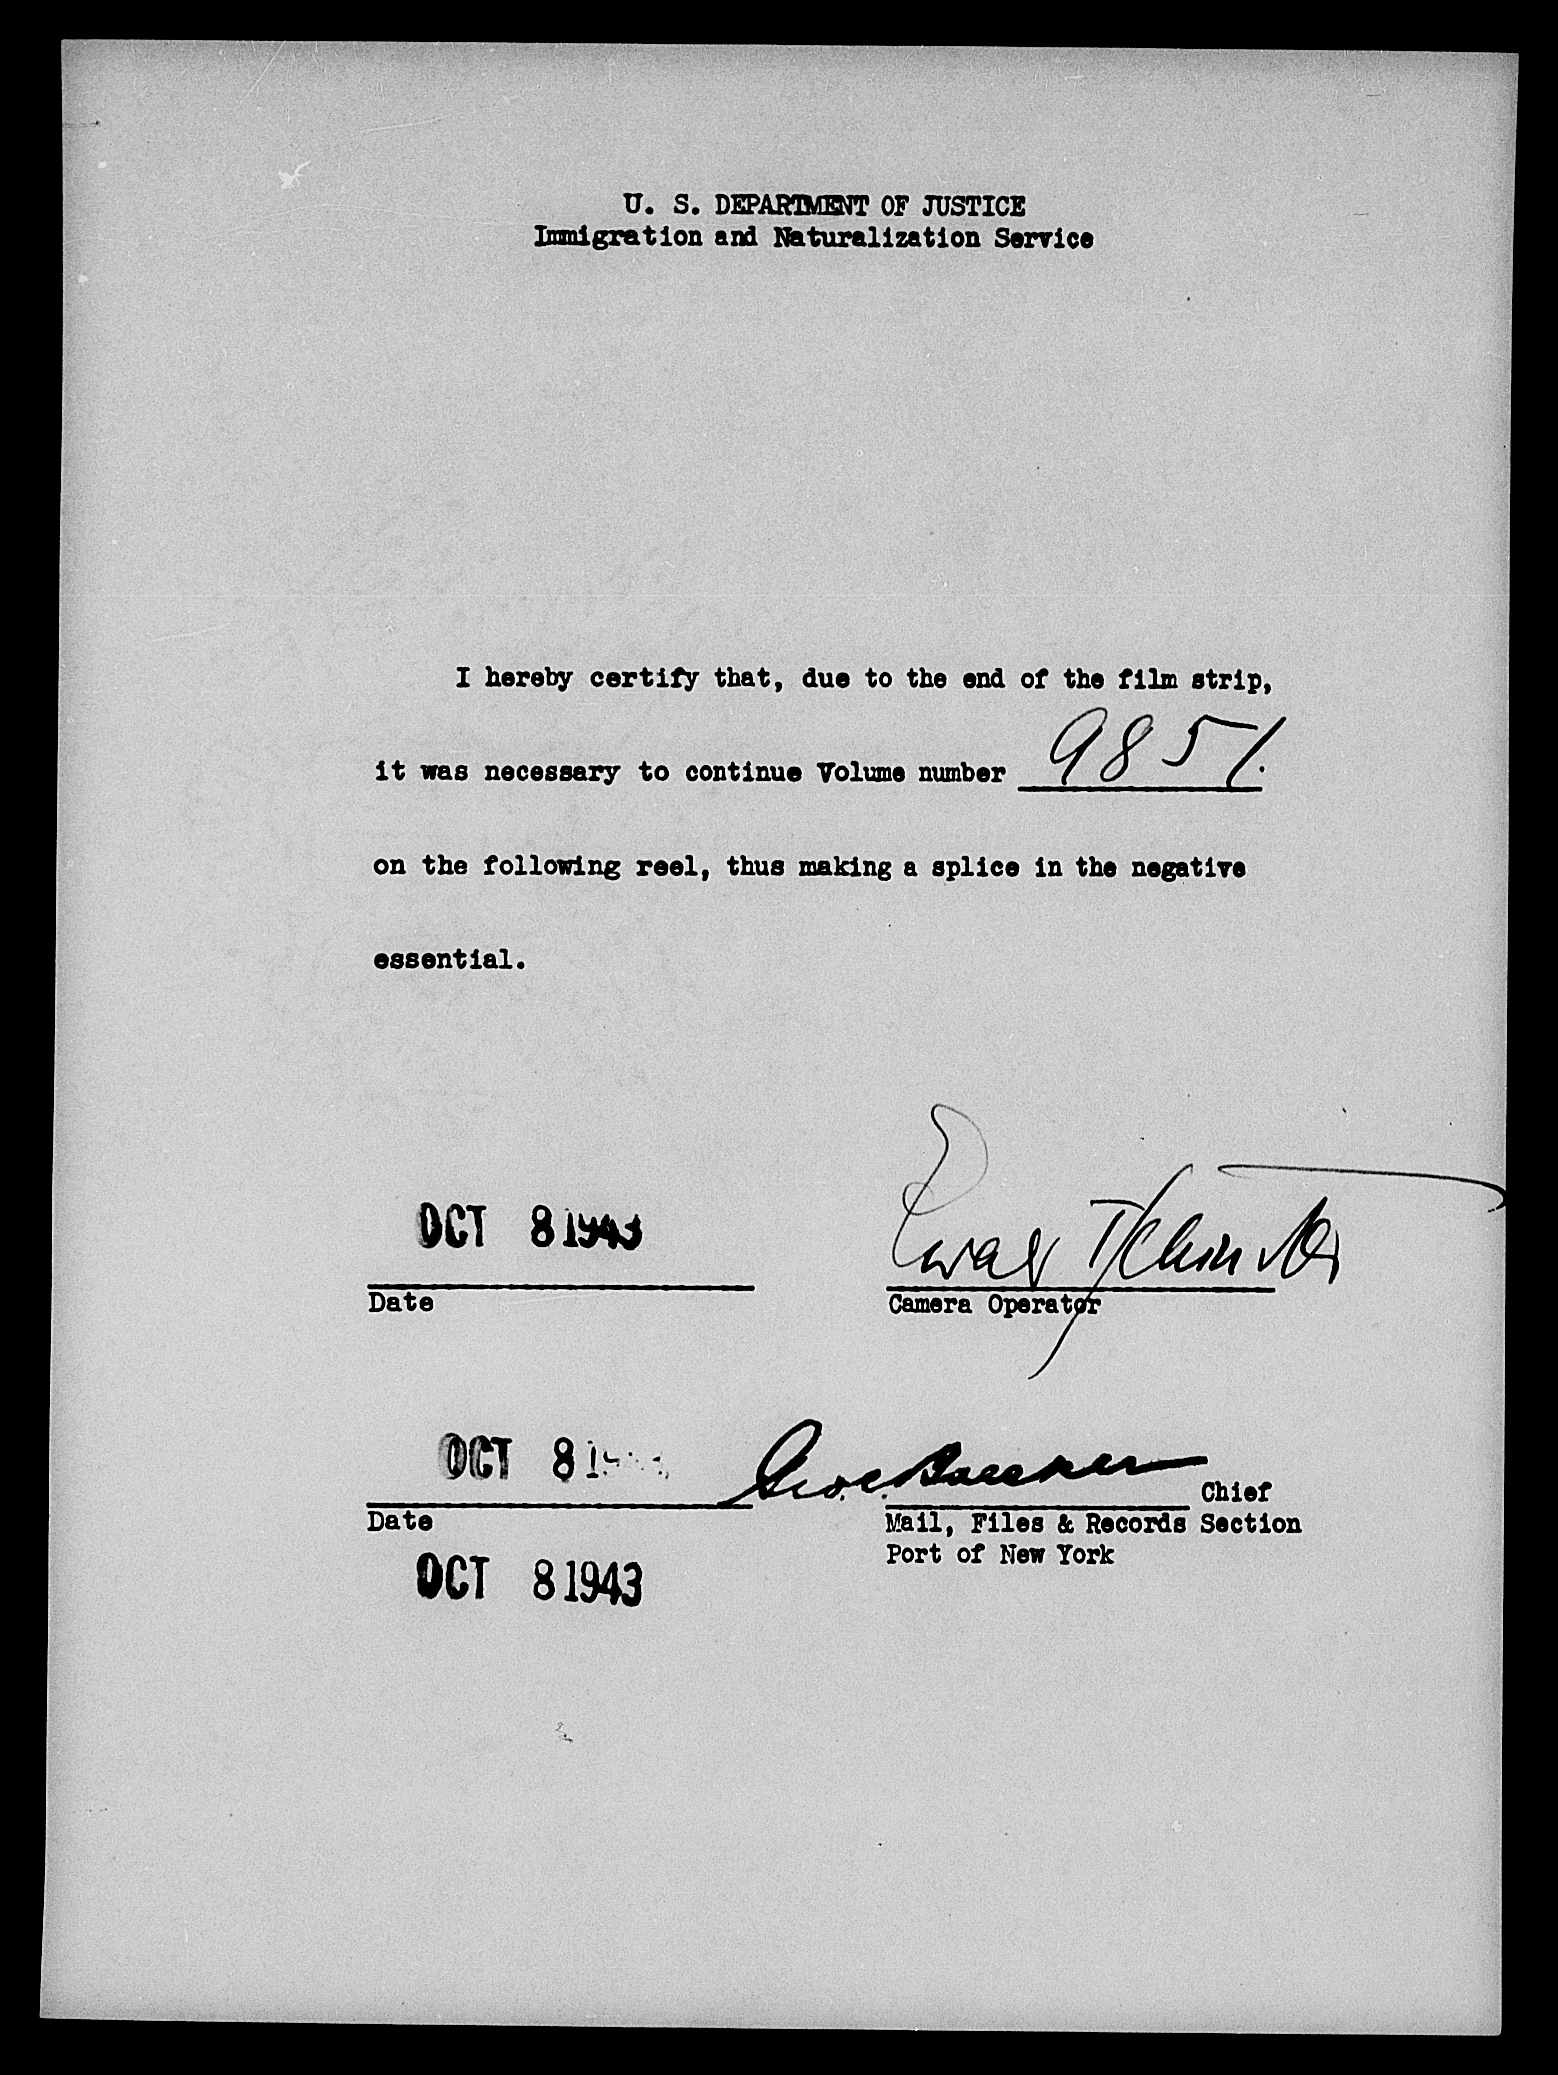 U. S. DEPARTMENT OF JUSTICE
Immigration and Naturalization Service
I hereby certify that, due to the end of the film strip,
it was necessary to continue Volume number 9851.
on the following reel, thus making a splice in the negative
essential.
OCT 8 1943
Date
Camera Operator
OCT 8
Geo. C.
Chief
Date
Mail, Files & Records Section
Port of New York
OCT 8 1943